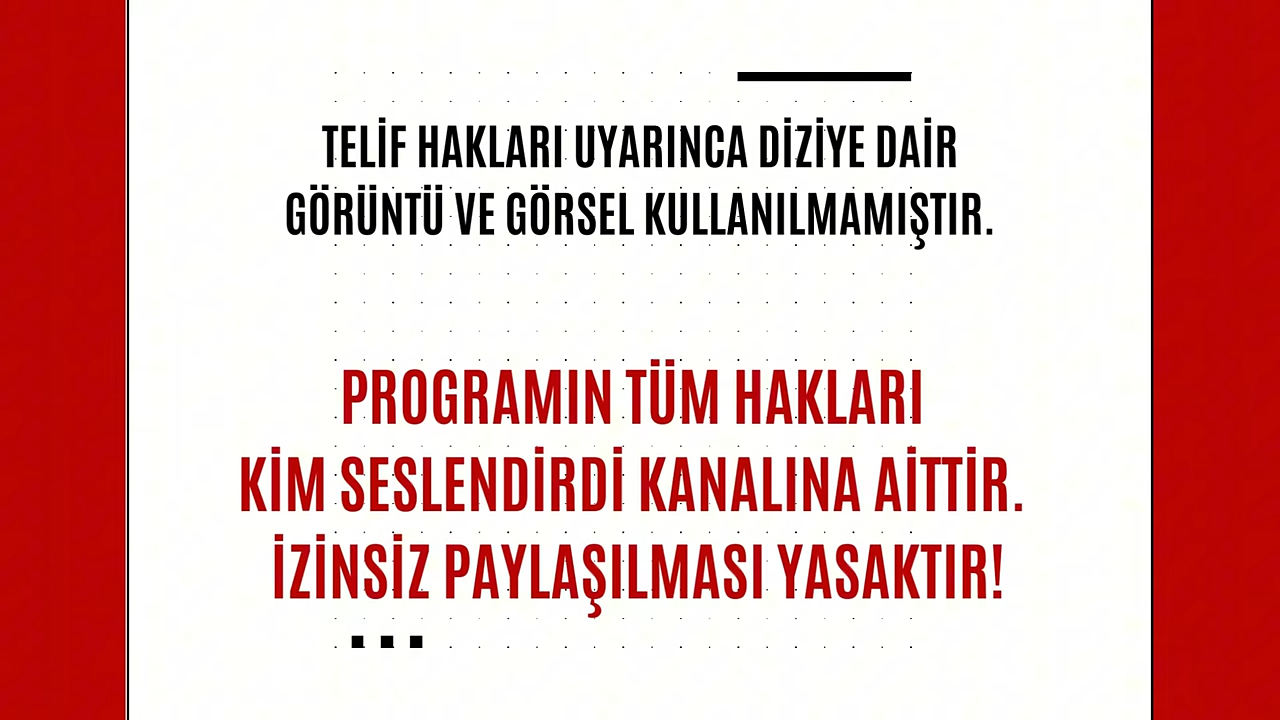 TELİF HAKLARI UYARINCA DİZİYE DAİR
GÖRÜNTÜ VE GÖRSEL KULLANILMAMIŞTIR.
PROGRAMIN TÜM HAKLARI
KİM SESLENDİRDİ KANALINA AİTTİR.
İZİNSİZ PAYLAŞILMASI YASAKTIR!